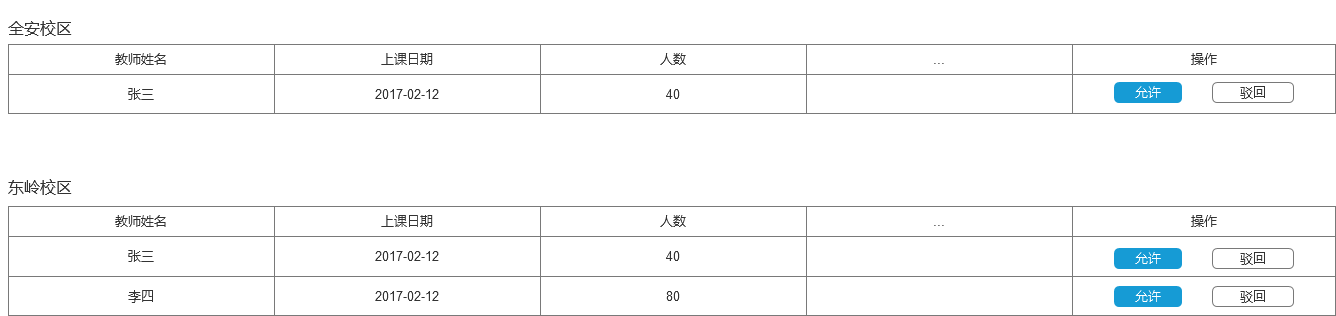 全安校区
教师姓名 上课日期 人数 ... 操作
张三 2017-02-12 40 允许 驳回
东岭校区
教师姓名 上课日期 人数 ... 操作
张三 2017-02-12 40 允许 驳回
李四 2017-02-12 80 允许 驳回